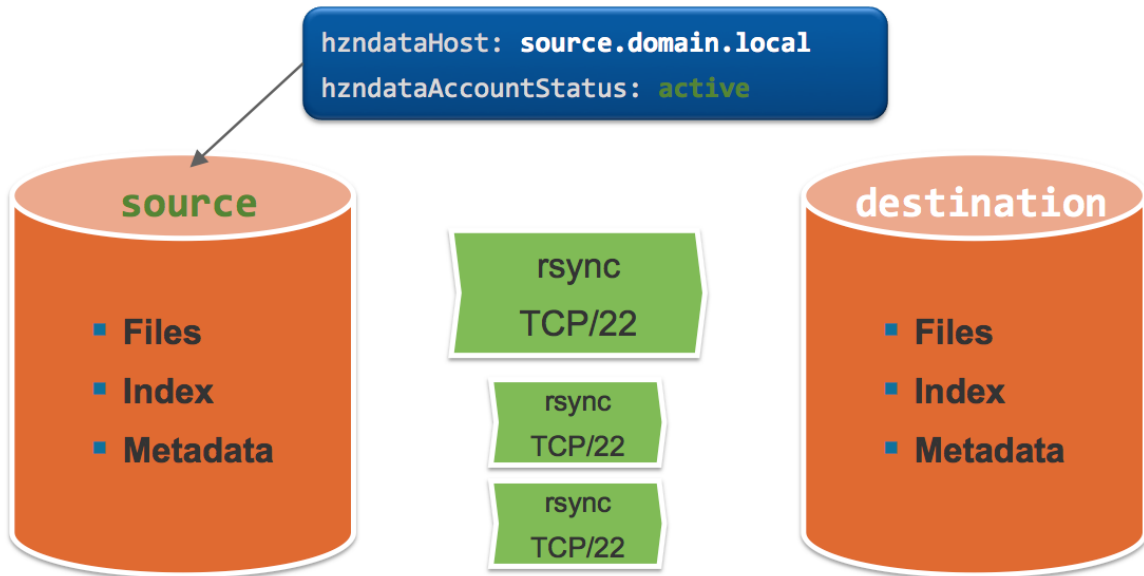 hzndataHost: source.domain.local
hzndataAccountStatus: active
source
Files
Index
Metadata
rsync
TCP/22
rsync
TCP/22
rsync
TCP/22
destination
Files
Index
Metadata